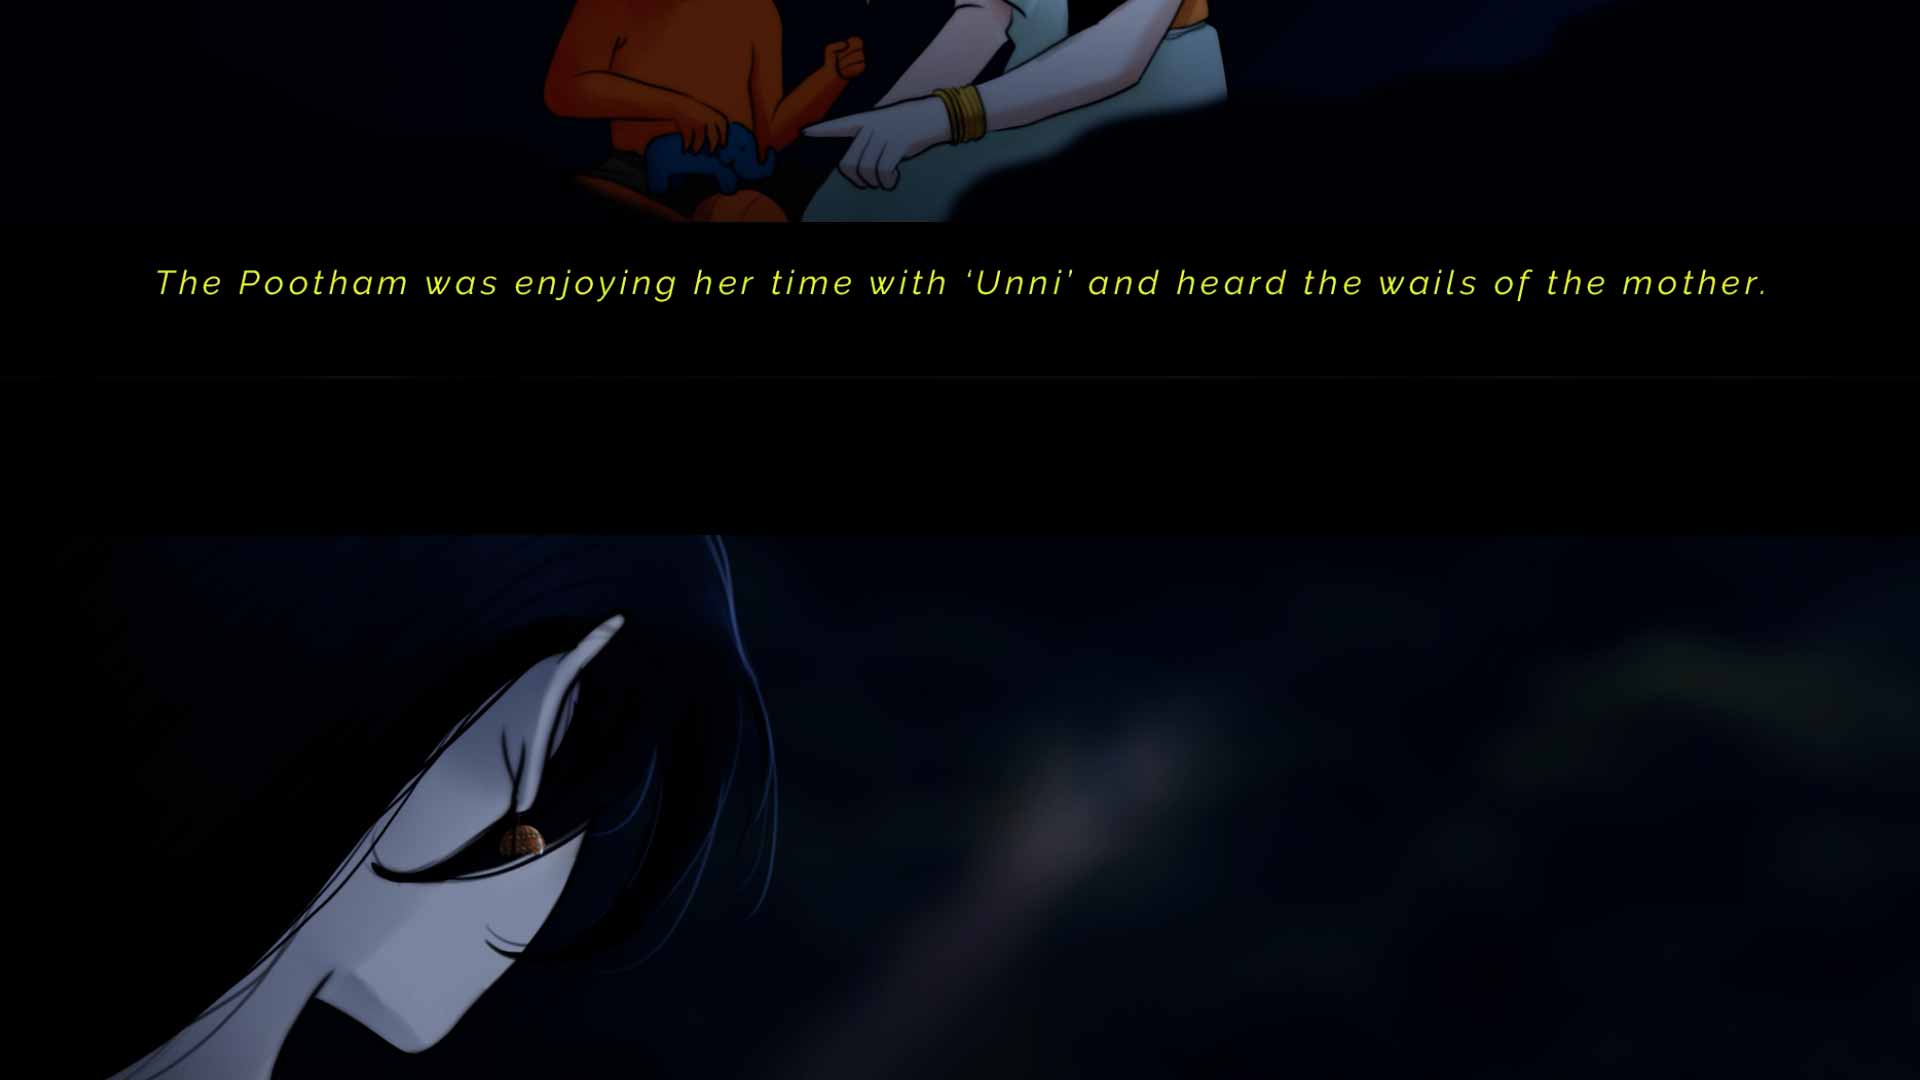 The Pootham was enjoying her time with ‘Unni’ and heard the wails of the mother.